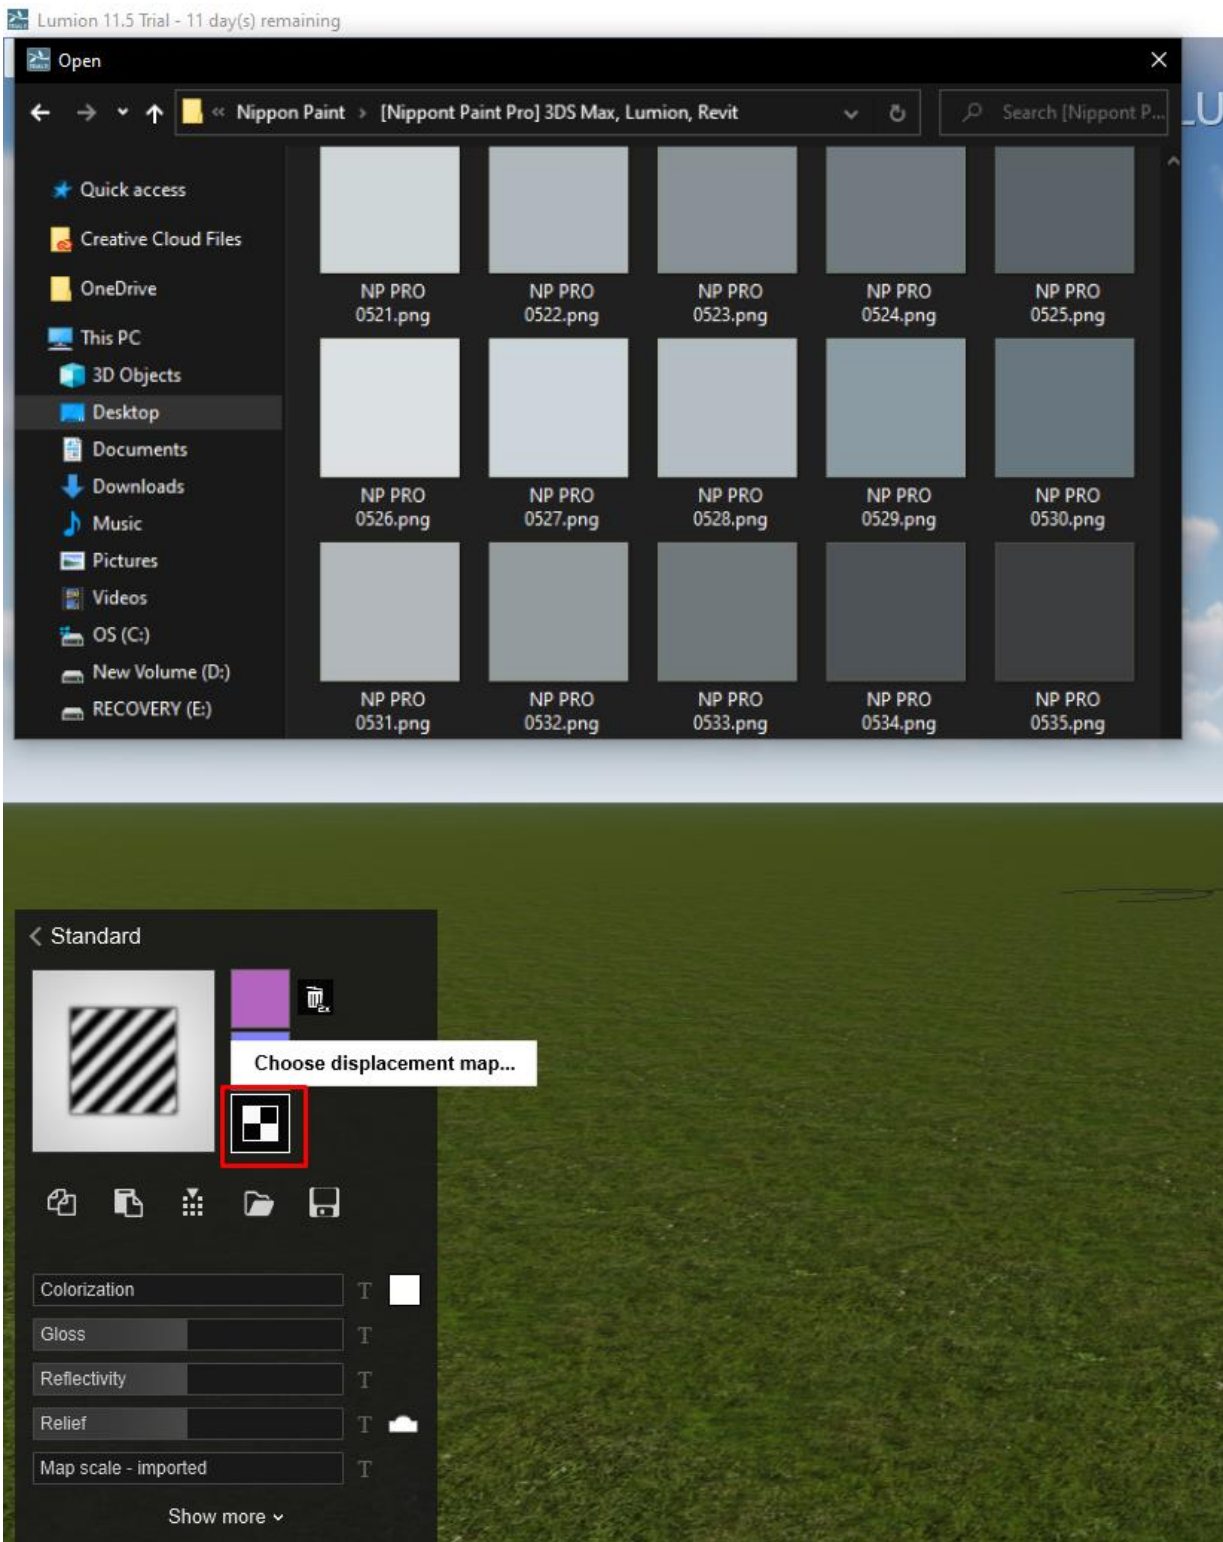 Lumion 11.5 Trial - 11 day(s) remaining
Open
« Nippon Paint > [Nippont Paint Pro] 3DS Max, Lumion, Revit
Search [Nippont P...
LU
Quick access
Creative Cloud Files
OneDrive
This PC
3D Objects
Desktop
Documents
Downloads
Music
Pictures
Videos
OS (C:)
New Volume (D:)
RECOVERY (E:)
NP PRO
0521.png
NP PRO
0522.png
NP PRO
0523.png
NP PRO
0524.png
NP PRO
0525.png
NP PRO
0526.png
NP PRO
0527.png
NP PRO
0528.png
NP PRO
0529.png
NP PRO
0530.png
NP PRO
0531.png
NP PRO
0532.png
NP PRO
0533.png
NP PRO
0534.png
NP PRO
0535.png
Standard
2x
Choose displacement map...
Colorization T
Gloss T
Reflectivity T
Relief T
Map scale - imported T
Show more